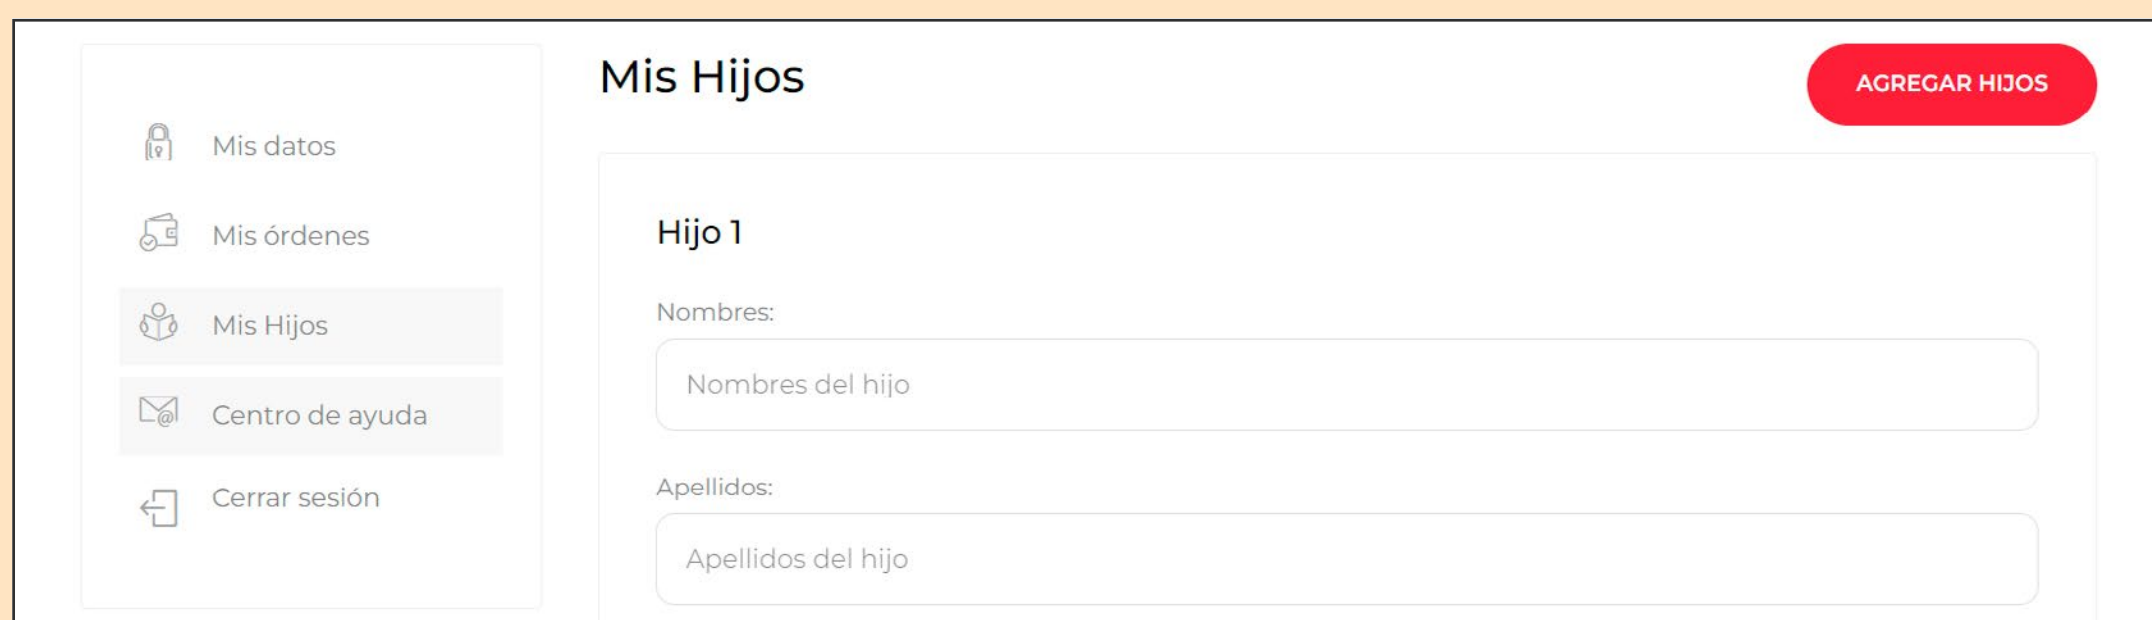 Mis datos
Mis órdenes
Mis Hijos
Centro de ayuda
Cerrar sesión
Mis Hijos
AGREGAR HIJOS
Hijo 1
Nombres:
Nombres del hijo
Apellidos:
Apellidos del hijo